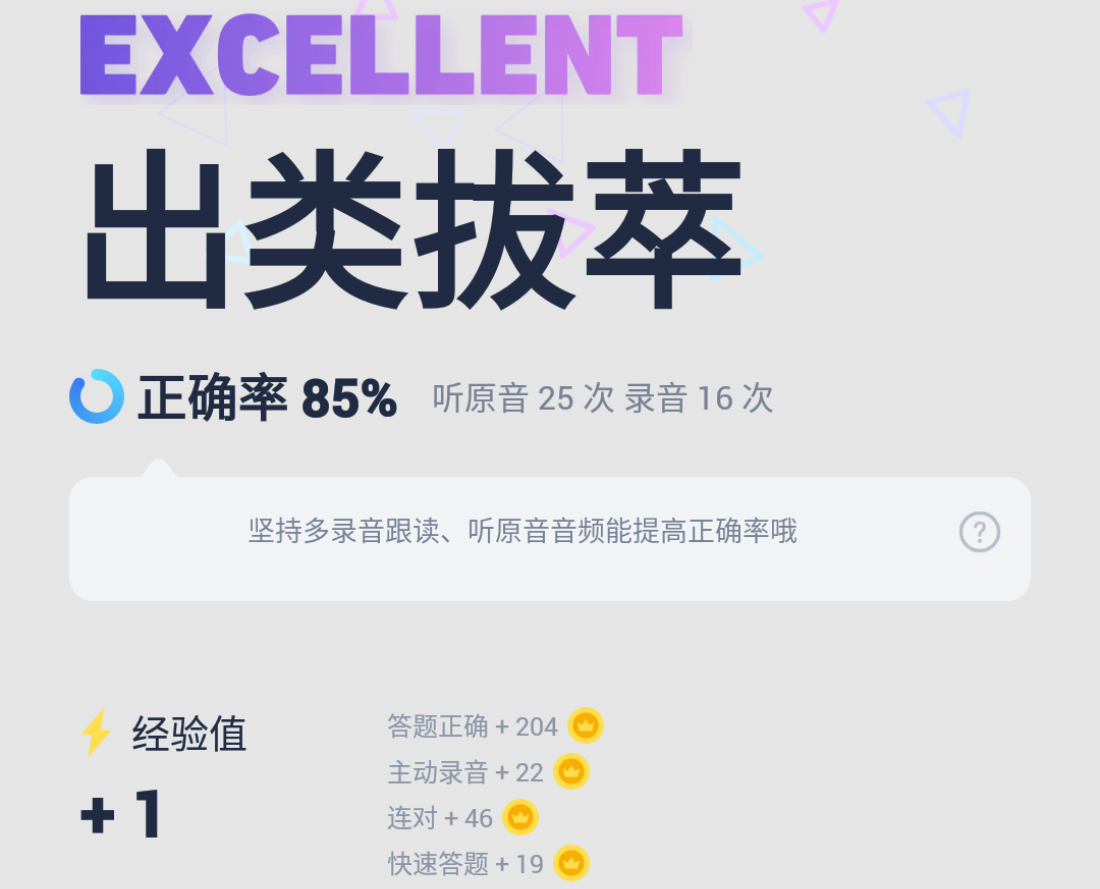 EXCELLENT
出类拔萃
正确率 85% 听原音 25 次 录音 16 次
坚持多录音跟读、听原音音频能提高正确率哦 ?
经验值
+ 1
答题正确 + 204
主动录音 + 22
连对 + 46
快速答题 + 19